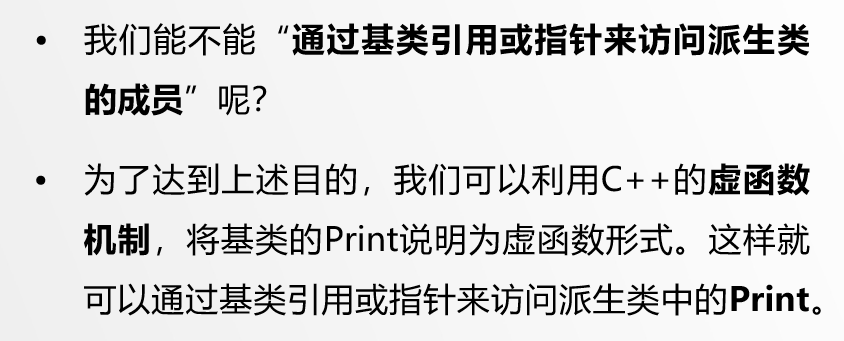 • 我们能不能“通过基类引用或指针来访问派生类
的成员”呢？
• 为了达到上述目的，我们可以利用C++的虚函数
机制，将基类的Print说明为虚函数形式。这样就
可以通过基类引用或指针来访问派生类中的Print。